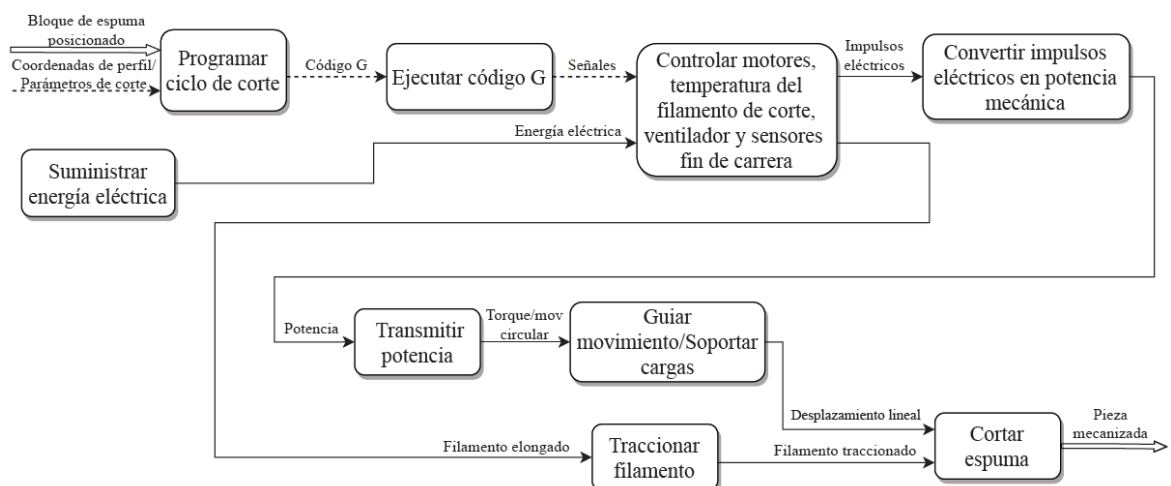 Bloque de espuma
posicionado
Coordenadas de perfil/
Parámetros de corte
Programar
ciclo de corte
Código G
Ejecutar código G
Señales
Controlar motores,
temperatura del
filamento de corte,
ventilador y sensores
fin de carrera
Impulsos
eléctricos
Convertir impulsos
eléctricos en potencia
mecánica
Energía eléctrica
Suministrar
energía eléctrica
Potencia
Transmitir
potencia
Torque/mov
circular
Guiar
movimiento/Soportar
cargas
Desplazamiento lineal
Filamento elongado
Traccionar
filamento
Filamento traccionado
Cortar
espuma
Pieza
mecanizada